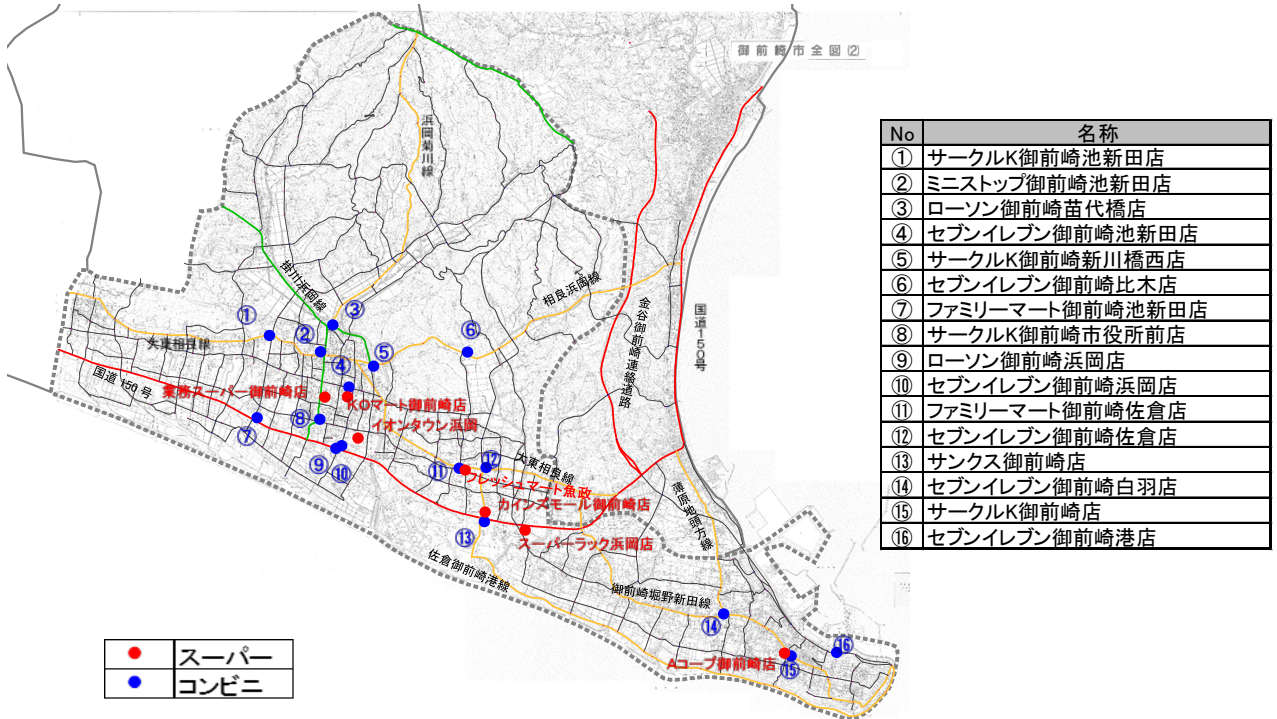 御前崎市全図②
浜岡菊川線
掛川浜岡線
相良浜岡線
金谷御前崎連絡道路
国道150号
①
②
③
④
⑤
⑥
大東相良線
国道150号
業務スーパー御前崎店
KOマート御前崎店
イオンタウン浜岡
⑦
⑧
⑨
⑩
⑪
⑫
大東相良線
フレッシュマート魚政
カインズモール御前崎店
⑬
スーパーラック浜岡店
薄原地頭方線
佐倉御前崎港線
御前崎堀野新田線
⑭
Aコープ御前崎店
⑮
⑯
スーパー
コンビニ
No 名称
① サークルK御前崎池新田店
② ミニストップ御前崎池新田店
③ ローソン御前崎苗代橋店
④ セブンイレブン御前崎池新田店
⑤ サークルK御前崎新川橋西店
⑥ セブンイレブン御前崎比木店
⑦ ファミリーマート御前崎池新田店
⑧ サークルK御前崎市役所前店
⑨ ローソン御前崎浜岡店
⑩ セブンイレブン御前崎浜岡店
⑪ ファミリーマート御前崎佐倉店
⑫ セブンイレブン御前崎佐倉店
⑬ サンクス御前崎店
⑭ セブンイレブン御前崎白羽店
⑮ サークルK御前崎店
⑯ セブンイレブン御前崎港店